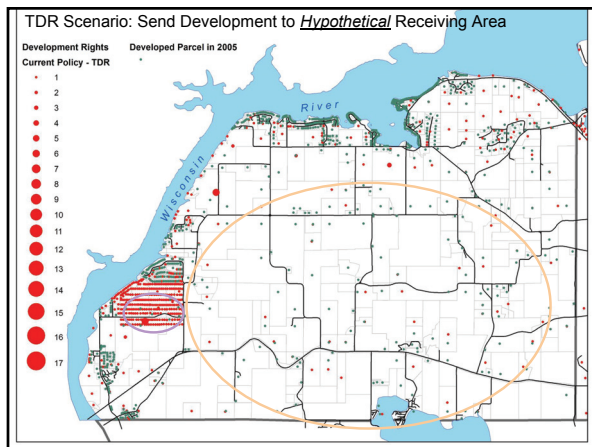 TDR Scenario: Send Development to Hypothetical Receiving Area
Development Rights
Developed Parcel in 2005
Current Policy - TDR
1
2
3
4
5
6
7
8
9
10
11
12
13
14
15
16
17
River
Wisconsin